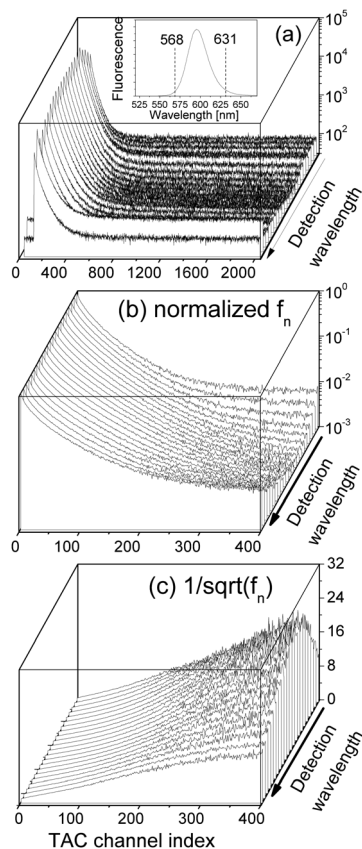 (a)
10^5
10^4
10^3
10^2
Fluorescence
568
631
525 550 575 600 625 650
Wavelength [nm]
0 400 800 1200 1600 2000
Detection
wavelength
(b) normalized f_n
10^0
10^-1
10^-2
10^-3
0 100 200 300 400
Detection
wavelength
(c) 1/sqrt(f_n)
32
24
16
8
0
0 100 200 300 400
Detection
wavelength
TAC channel index